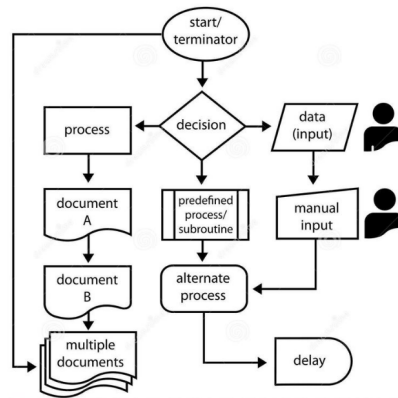 start/
terminator
process
decision
data
(input)
document
A
predefined
process/
subroutine
manual
input
document
B
alternate
process
multiple
documents
delay